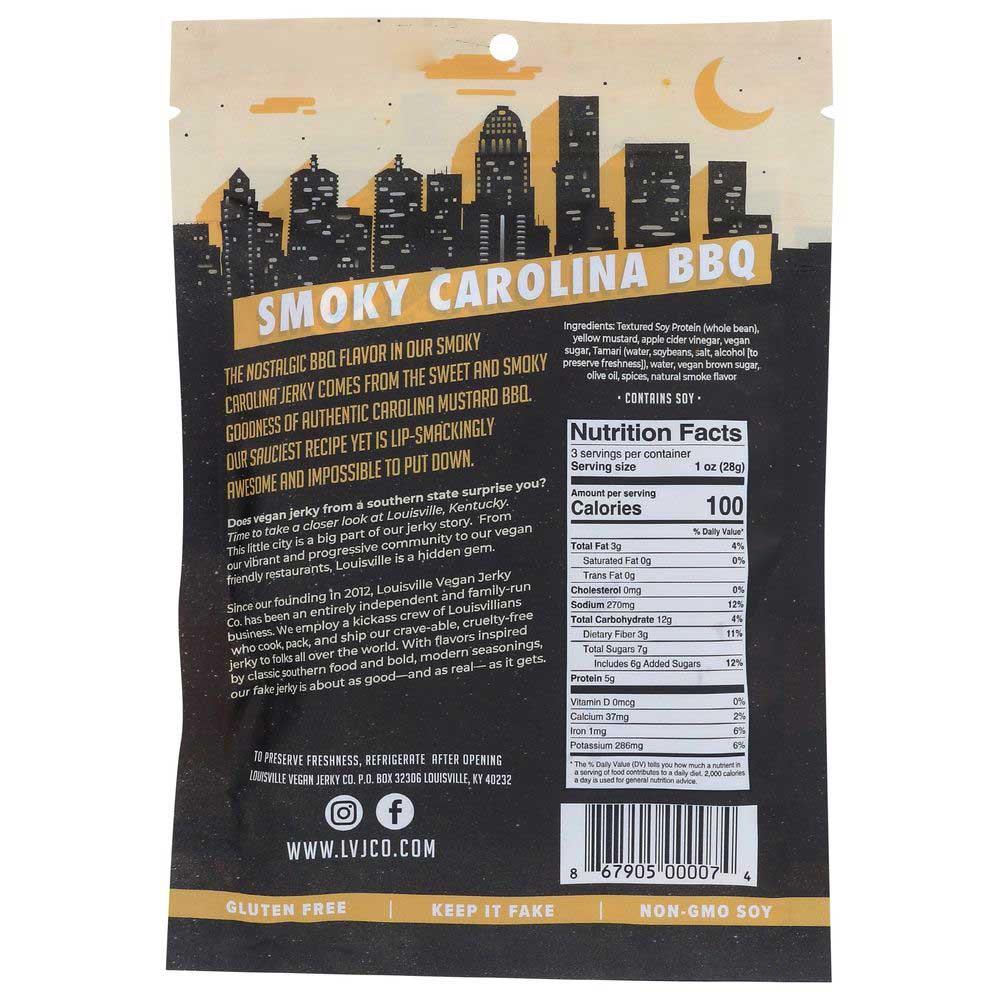 SMOKY CAROLINA BBQ
THE NOSTALGIC BBQ FLAVOR IN OUR SMOKY
CAROLINA JERKY COMES FROM THE SWEET AND SMOKY
GOODNESS OF AUTHENTIC CAROLINA MUSTARD BBQ.
OUR SAUCIEST RECIPE YET IS LIP-SMACKINGLY
AWESOME AND IMPOSSIBLE TO PUT DOWN.
Does vegan jerky from a southern state surprise you?
Time to take a closer look at Louisville, Kentucky.
This little city is a big part of our jerky story. From
our vibrant and progressive community to our vegan
friendly restaurants, Louisville is a hidden gem.
Since our founding in 2012, Louisville Vegan Jerky
Co. has been an entirely independent and family-run
business. We employ a kickass crew of Louisvillians
who cook, pack, and ship our crave-able, cruelty-free
jerky to folks all over the world. With flavors inspired
by classic southern food and bold, modern seasonings,
our fake jerky is about as good—and as real— as it gets.
TO PRESERVE FRESHNESS, REFRIGERATE AFTER OPENING
LOUISVILLE VEGAN JERKY CO. P.O. BOX 32306 LOUISVILLE, KY 40232
WWW.LVJCO.COM
Ingredients: Textured Soy Protein (whole bean),
yellow mustard, apple cider vinegar, vegan
sugar, Tamari (water, soybeans, salt, alcohol [to
preserve freshness]), water, vegan brown sugar,
olive oil, spices, natural smoke flavor
• CONTAINS SOY •
Nutrition Facts
3 servings per container
Serving size 1 oz (28g)
Amount per serving
Calories 100
% Daily Value*
Total Fat 3g 4%
Saturated Fat 0g 0%
Trans Fat 0g
Cholesterol 0mg 0%
Sodium 270mg 12%
Total Carbohydrate 12g 4%
Dietary Fiber 3g 11%
Total Sugars 7g
Includes 6g Added Sugars 12%
Protein 5g
Vitamin D 0mcg 0%
Calcium 37mg 2%
Iron 1mg 6%
Potassium 286mg 6%
* The % Daily Value (DV) tells you how much a nutrient in
a serving of food contributes to a daily diet. 2,000 calories
a day is used for general nutrition advice.
8 67905 00007 4
GLUTEN FREE | KEEP IT FAKE | NON-GMO SOY